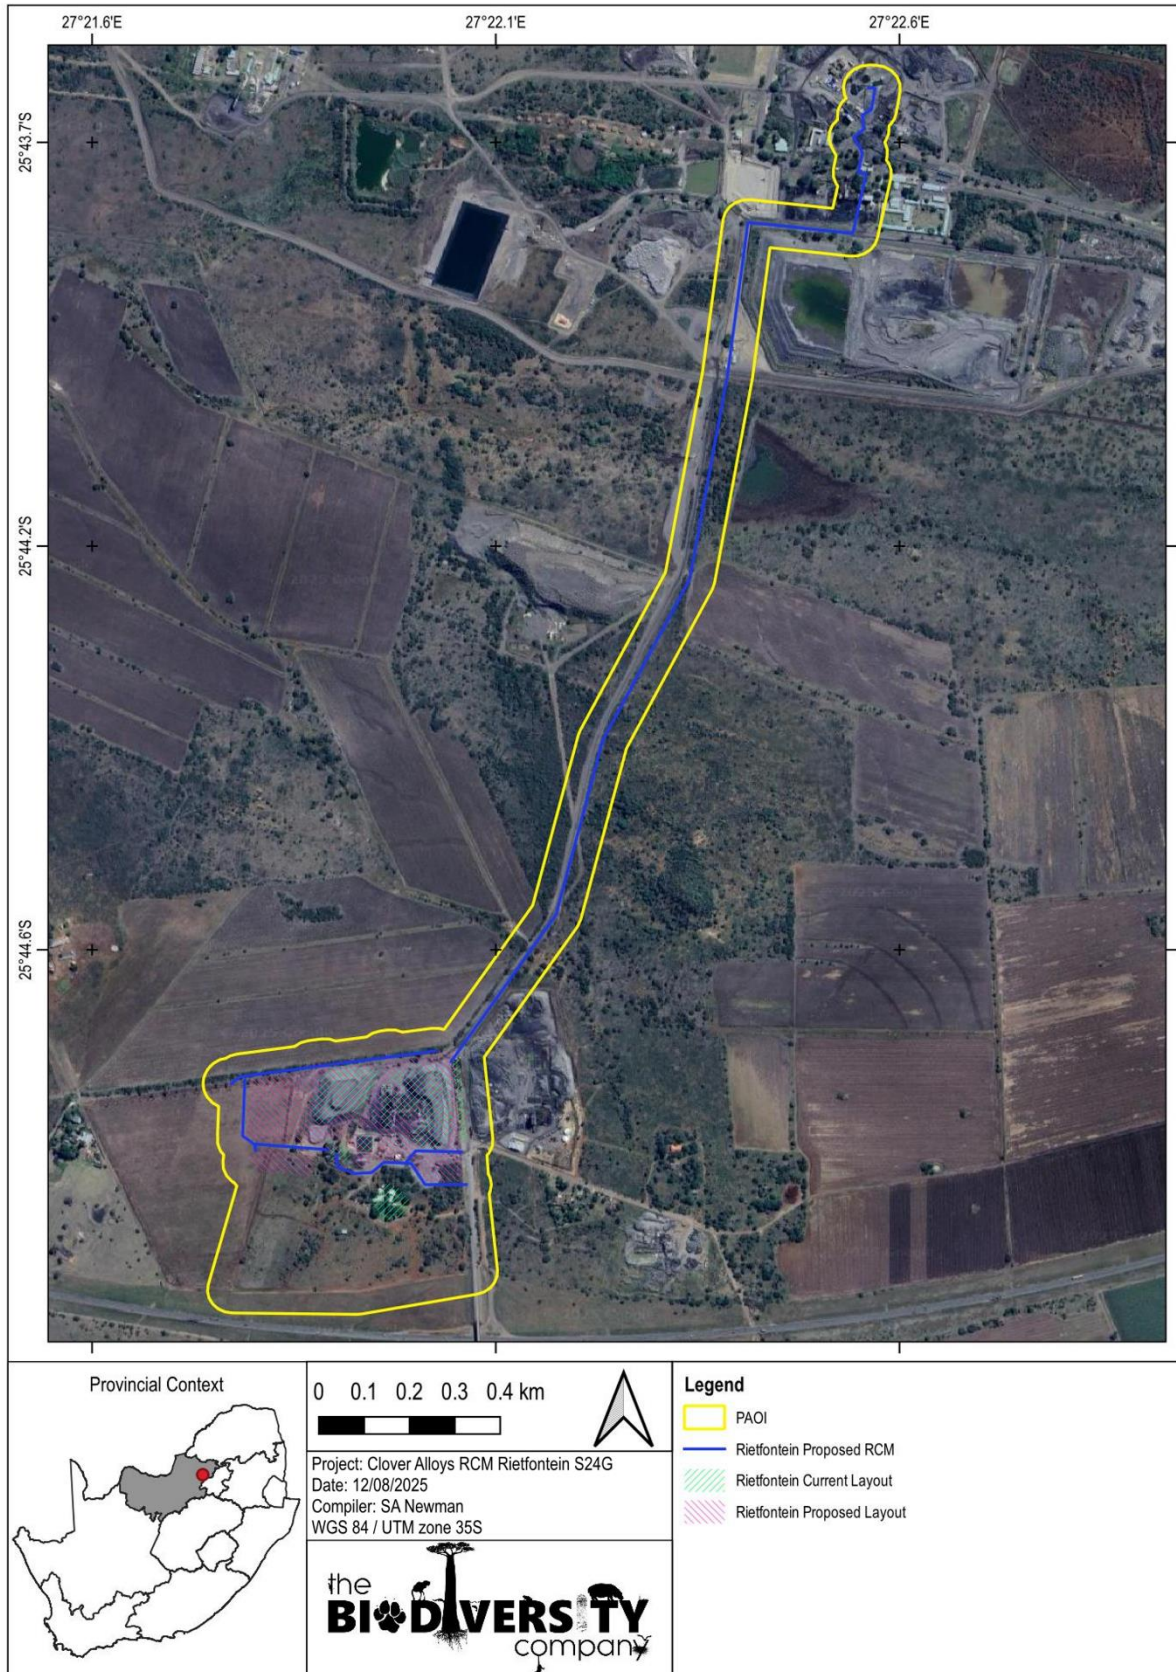 27°21.6'E 27°22.1'E 27°22.6'E
25°43.7'S
25°44.2'S
25°44.6'S
Provincial Context
0 0.1 0.2 0.3 0.4 km
Project: Clover Alloys RCM Rietfontein S24G
Date: 12/08/2025
Compiler: SA Newman
WGS 84 / UTM zone 35S
the
BIODIVERSITY
company
Legend
PAOI
Rietfontein Proposed RCM
Rietfontein Current Layout
Rietfontein Proposed Layout